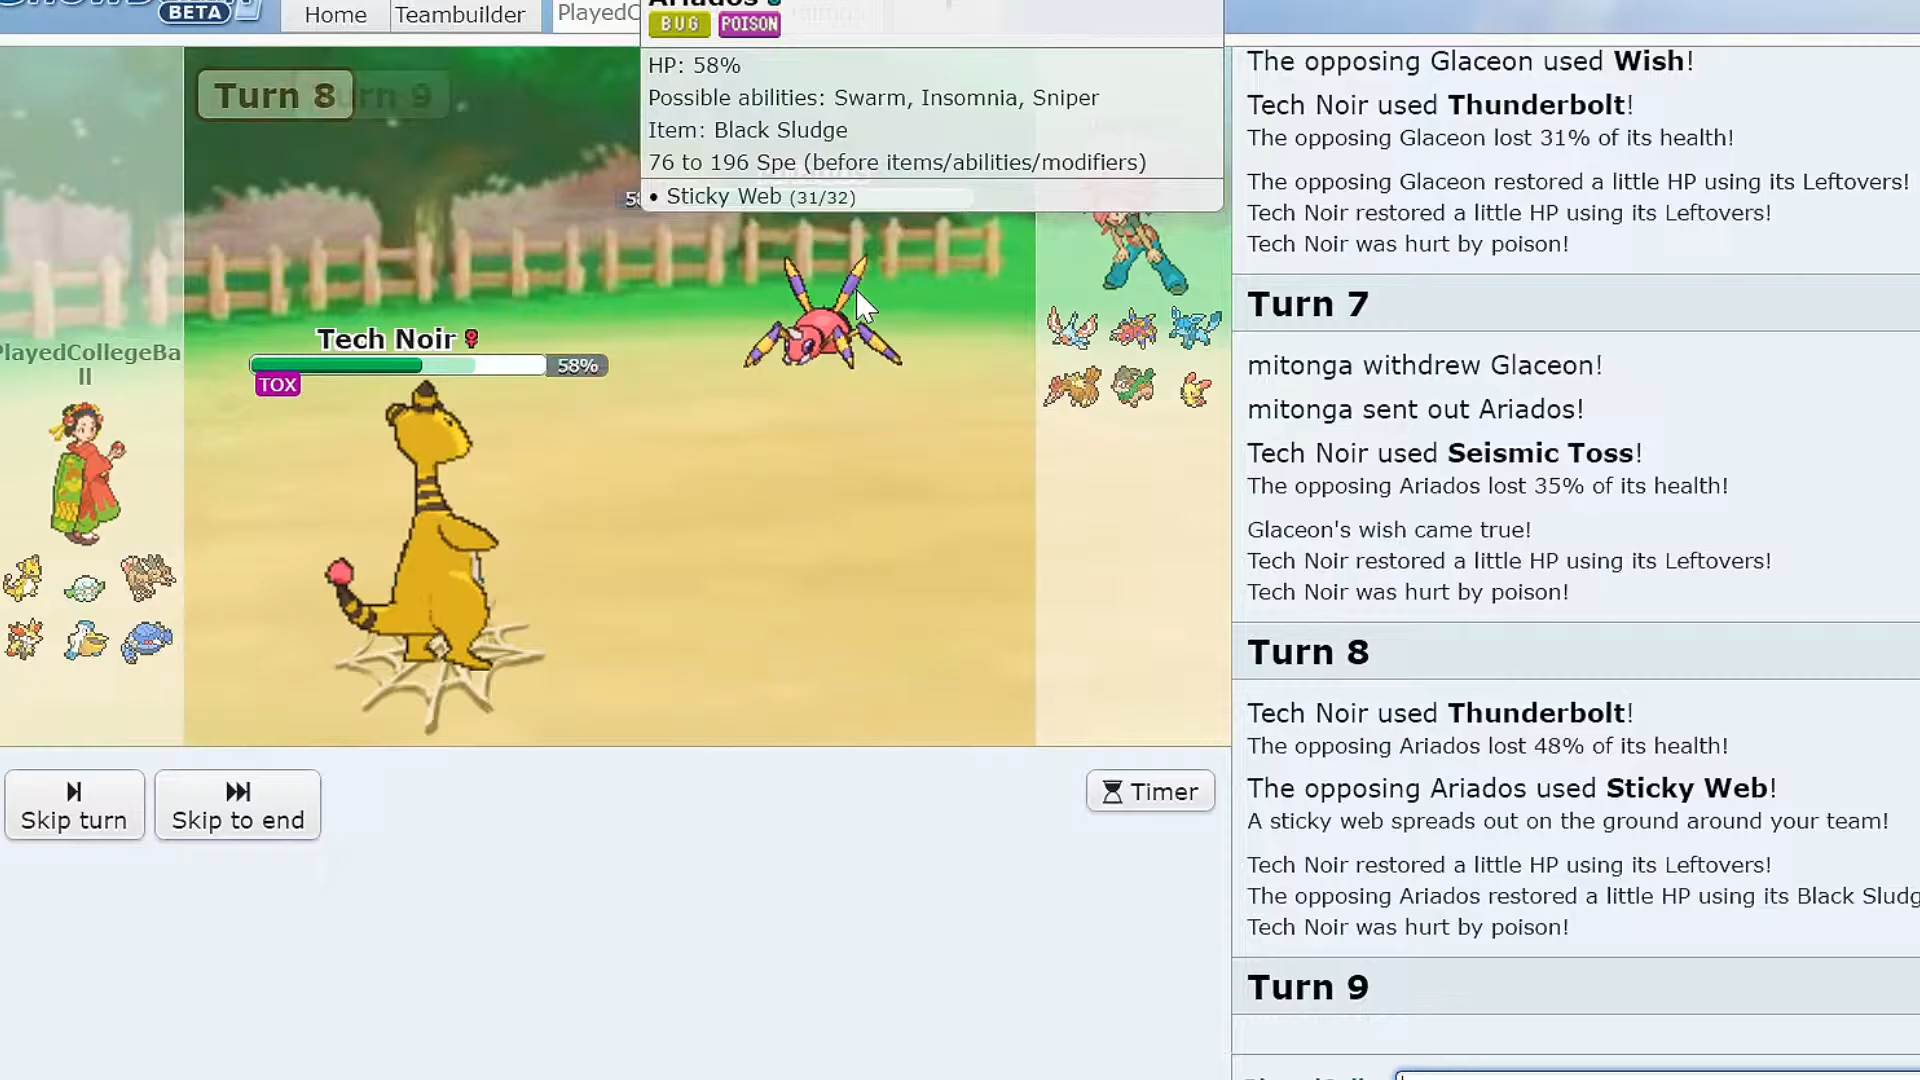 BETA
Home
Teambuilder
PlayedC
BUG
POISON
HP: 58%
Possible abilities: Swarm, Insomnia, Sniper
Item: Black Sludge
76 to 196 Spe (before items/abilities/modifiers)
• Sticky Web (31/32)
Turn 8
urn 9
Tech Noir
58%
TOX
PlayedCollegeBa
ll
Skip turn
Skip to end
Timer
The opposing Glaceon used Wish!
Tech Noir used Thunderbolt!
The opposing Glaceon lost 31% of its health!
The opposing Glaceon restored a little HP using its Leftovers!
Tech Noir restored a little HP using its Leftovers!
Tech Noir was hurt by poison!
Turn 7
mitonga withdrew Glaceon!
mitonga sent out Ariados!
Tech Noir used Seismic Toss!
The opposing Ariados lost 35% of its health!
Glaceon's wish came true!
Tech Noir restored a little HP using its Leftovers!
Tech Noir was hurt by poison!
Turn 8
Tech Noir used Thunderbolt!
The opposing Ariados lost 48% of its health!
The opposing Ariados used Sticky Web!
A sticky web spreads out on the ground around your team!
Tech Noir restored a little HP using its Leftovers!
The opposing Ariados restored a little HP using its Black Sludg
Tech Noir was hurt by poison!
Turn 9